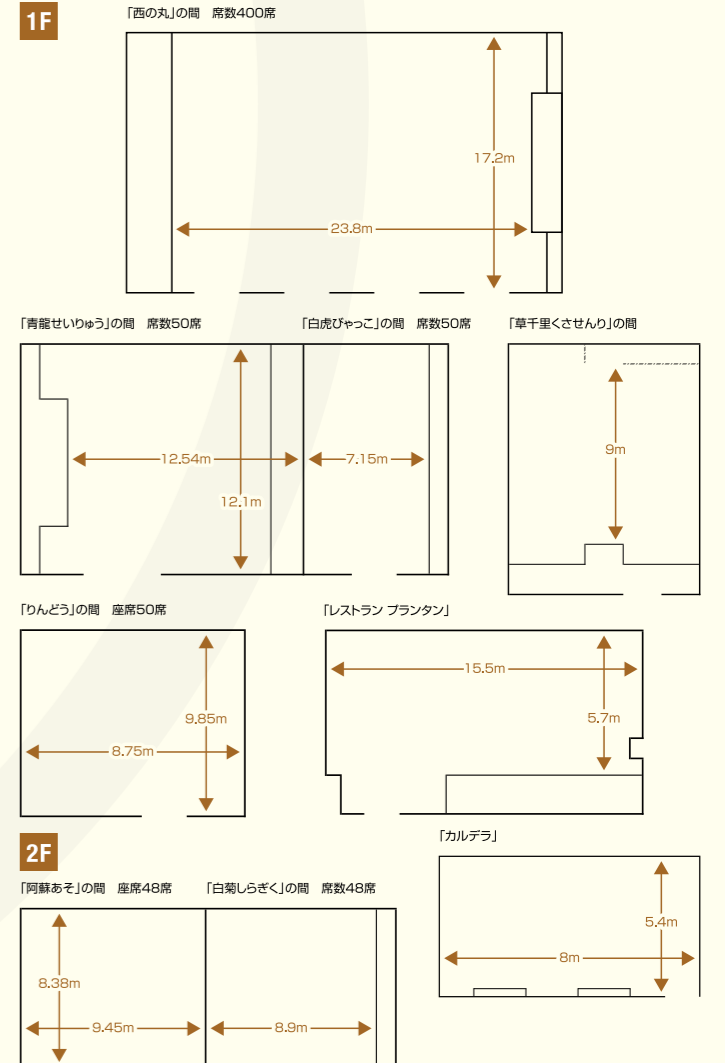 1F
「西の丸」の間　席数400席
17.2m
23.8m
「青龍せいりゅう」の間　席数50席
「白虎びゃっこ」の間　席数50席
「草千里くさせんり」の間
12.54m
7.15m
12.1m
9m
「りんどう」の間　座席50席
「レストラン プランタン」
9.85m
8.75m
15.5m
5.7m
2F
「カルデラ」
「阿蘇あそ」の間　座席48席
「白菊しらぎく」の間　席数48席
8.38m
9.45m
8.9m
5.4m
8m